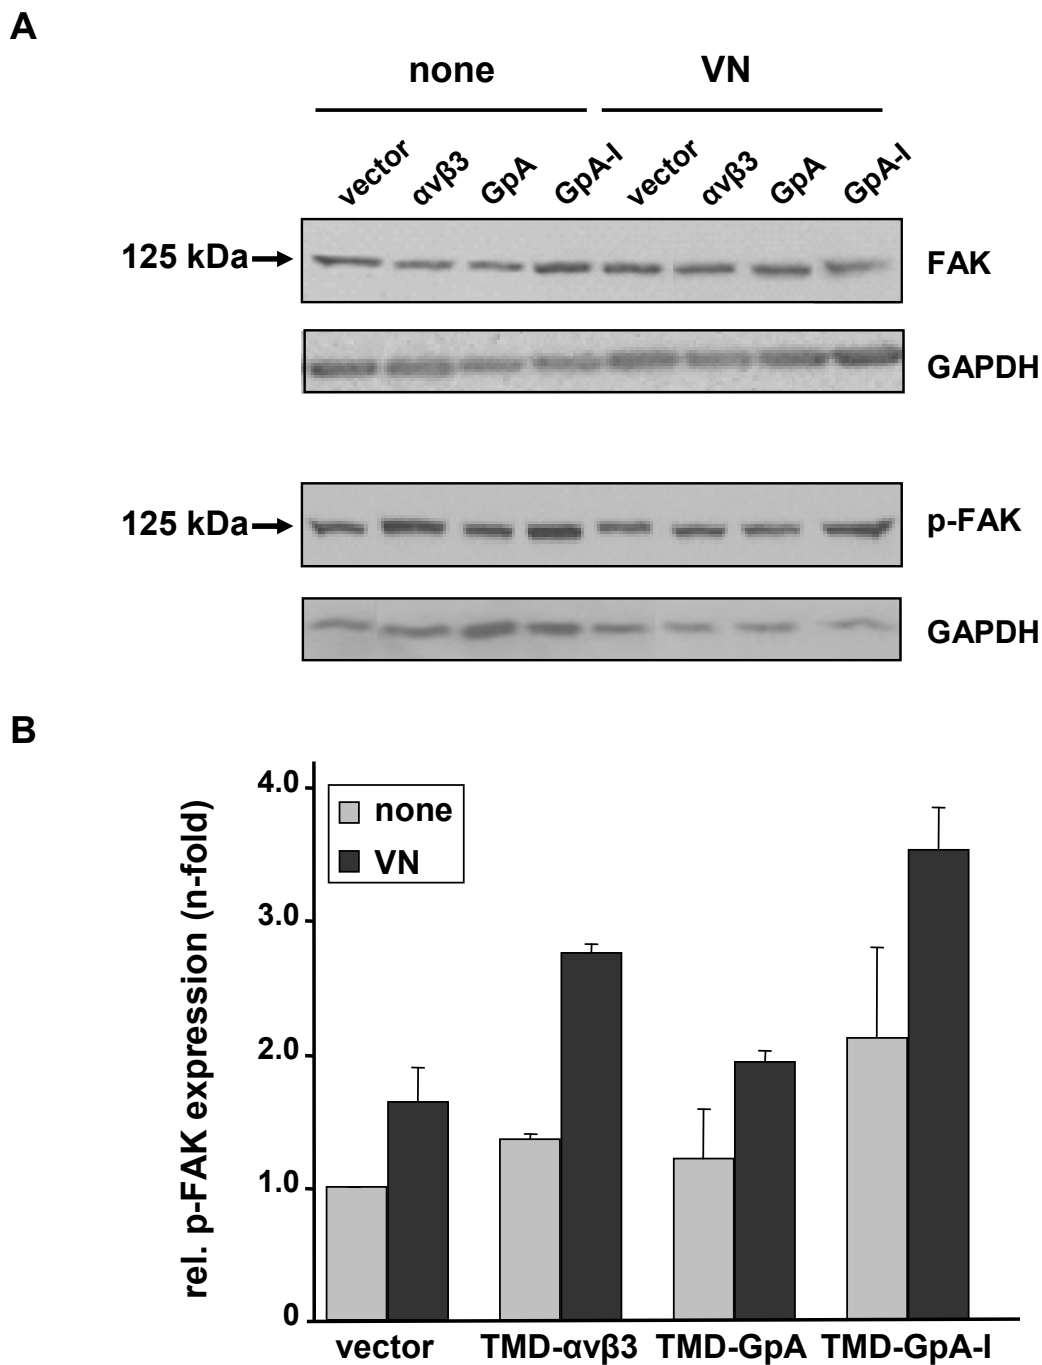 A
none VN
vector αvβ3 GpA GpA-I vector αvβ3 GpA GpA-I
125 kDa FAK
GAPDH
125 kDa p-FAK
GAPDH
B
rel. p-FAK expression (n-fold)
4.0
3.0
2.0
1.0
0
none
VN
vector TMD-αvβ3 TMD-GpA TMD-GpA-I